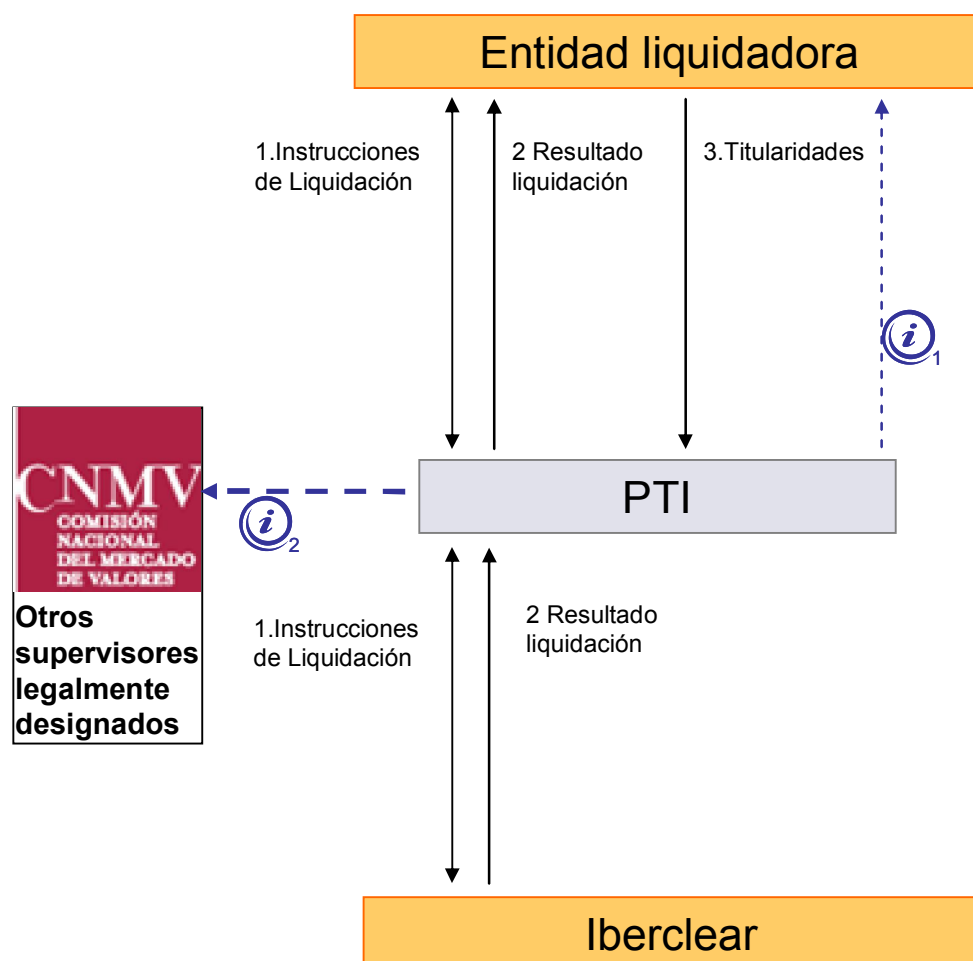 Entidad liquidadora
1.Instrucciones
de Liquidación
2 Resultado
liquidación
3.Titularidades
i 1
CNMV
COMISIÓN
NACIONAL
DEL MERCADO
DE VALORES
i 2
PTI
Otros
supervisores
legalmente
designados
1.Instrucciones
de Liquidación
2 Resultado
liquidación
Iberclear